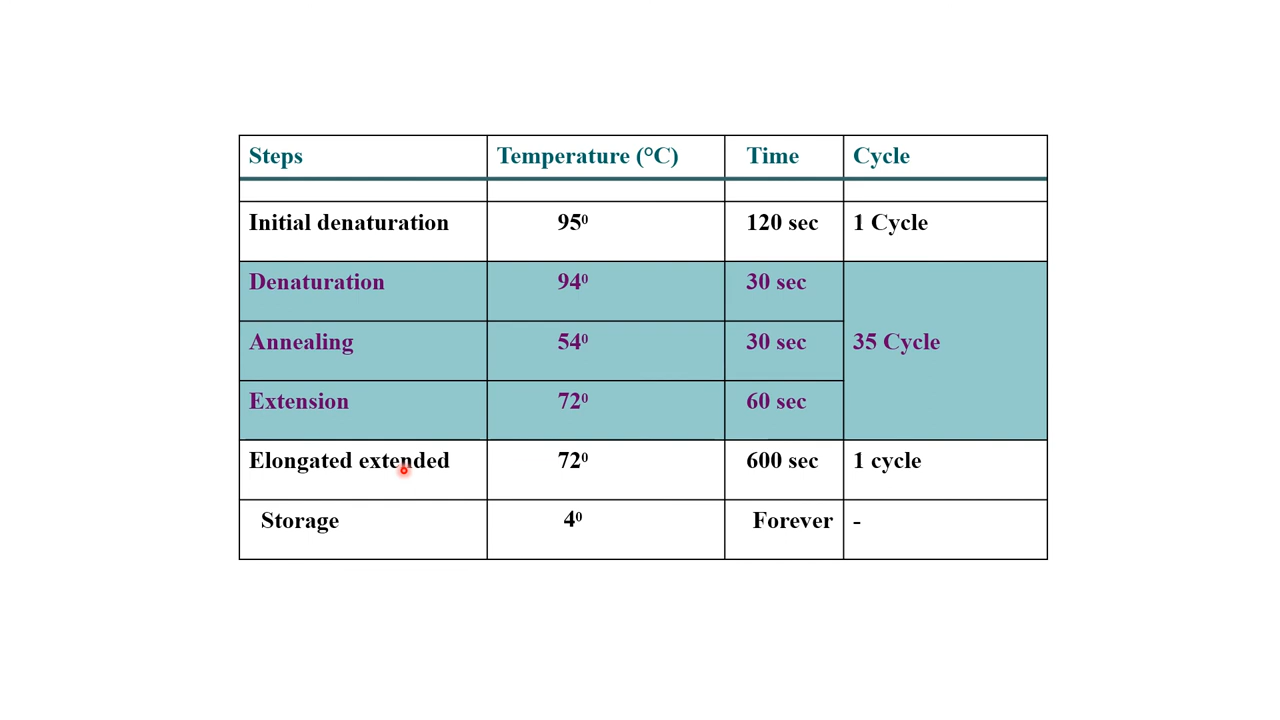 Steps Temperature (°C) Time Cycle
Initial denaturation 95⁰ 120 sec 1 Cycle
Denaturation 94⁰ 30 sec
Annealing 54⁰ 30 sec 35 Cycle
Extension 72⁰ 60 sec
Elongated extended 72⁰ 600 sec 1 cycle
Storage 4⁰ Forever -